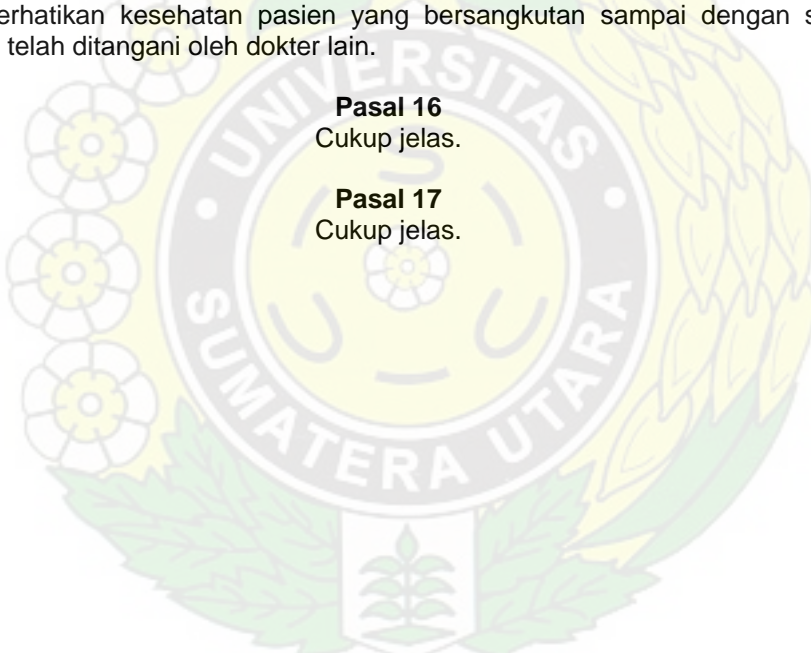 erhatikan kesehatan pasien yang bersangkutan sampai dengan s
telah ditangani oleh dokter lain.
Pasal 16
Cukup jelas.
Pasal 17
Cukup jelas.
UNIVERSITAS
SUMATERA UTARA